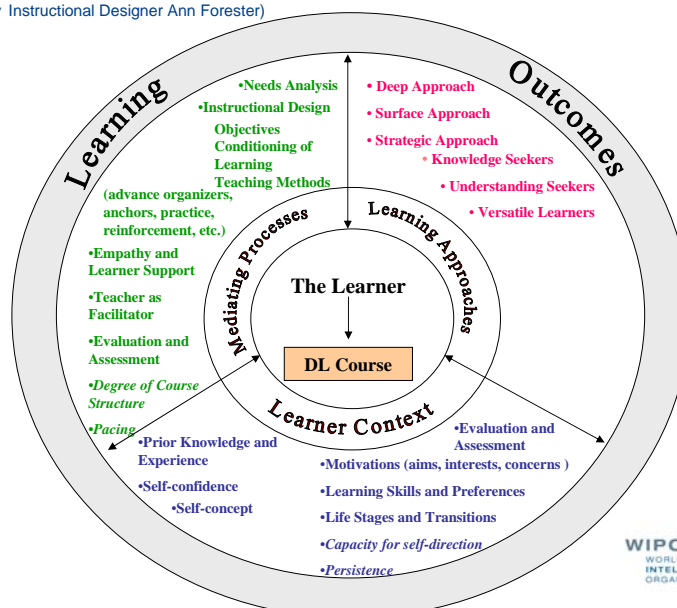 Instructional Designer Ann Forester)
Learning
Outcomes
•Needs Analysis
•Instructional Design
Objectives
Conditioning of
Learning
Teaching Methods
(advance organizers,
anchors, practice,
reinforcement, etc.)
•Empathy and
Learner Support
•Teacher as
Facilitator
•Evaluation and
Assessment
•Degree of Course
Structure
•Pacing
• Deep Approach
• Surface Approach
• Strategic Approach
• Knowledge Seekers
• Understanding Seekers
• Versatile Learners
Mediating Processes
Learning Approaches
The Learner
DL Course
Learner Context
•Prior Knowledge and
Experience
•Self-confidence
•Self-concept
•Evaluation and
Assessment
•Motivations (aims, interests, concerns )
•Learning Skills and Preferences
•Life Stages and Transitions
•Capacity for self-direction
•Persistence